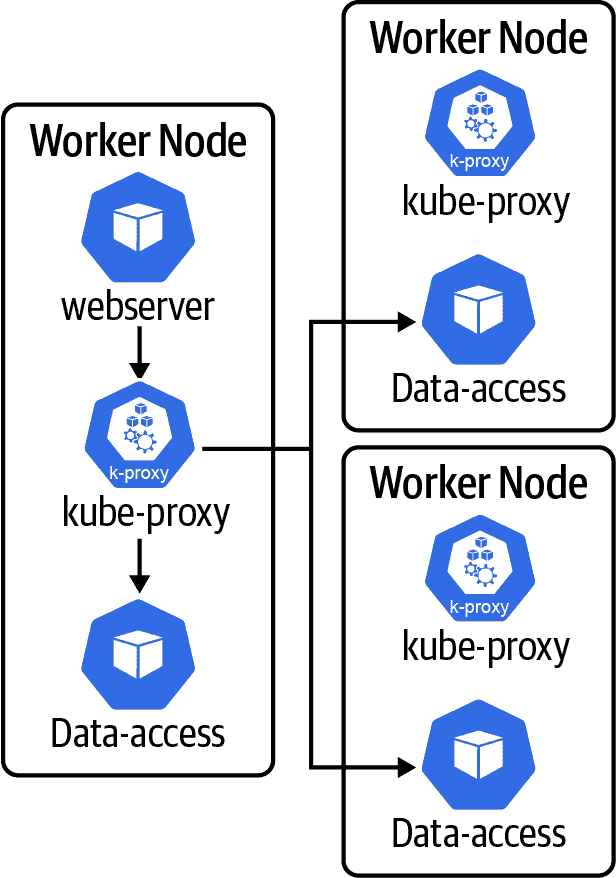 Worker Node
webserver
k-proxy
kube-proxy
Data-access
Worker Node
k-proxy
kube-proxy
Data-access
Worker Node
k-proxy
kube-proxy
Data-access